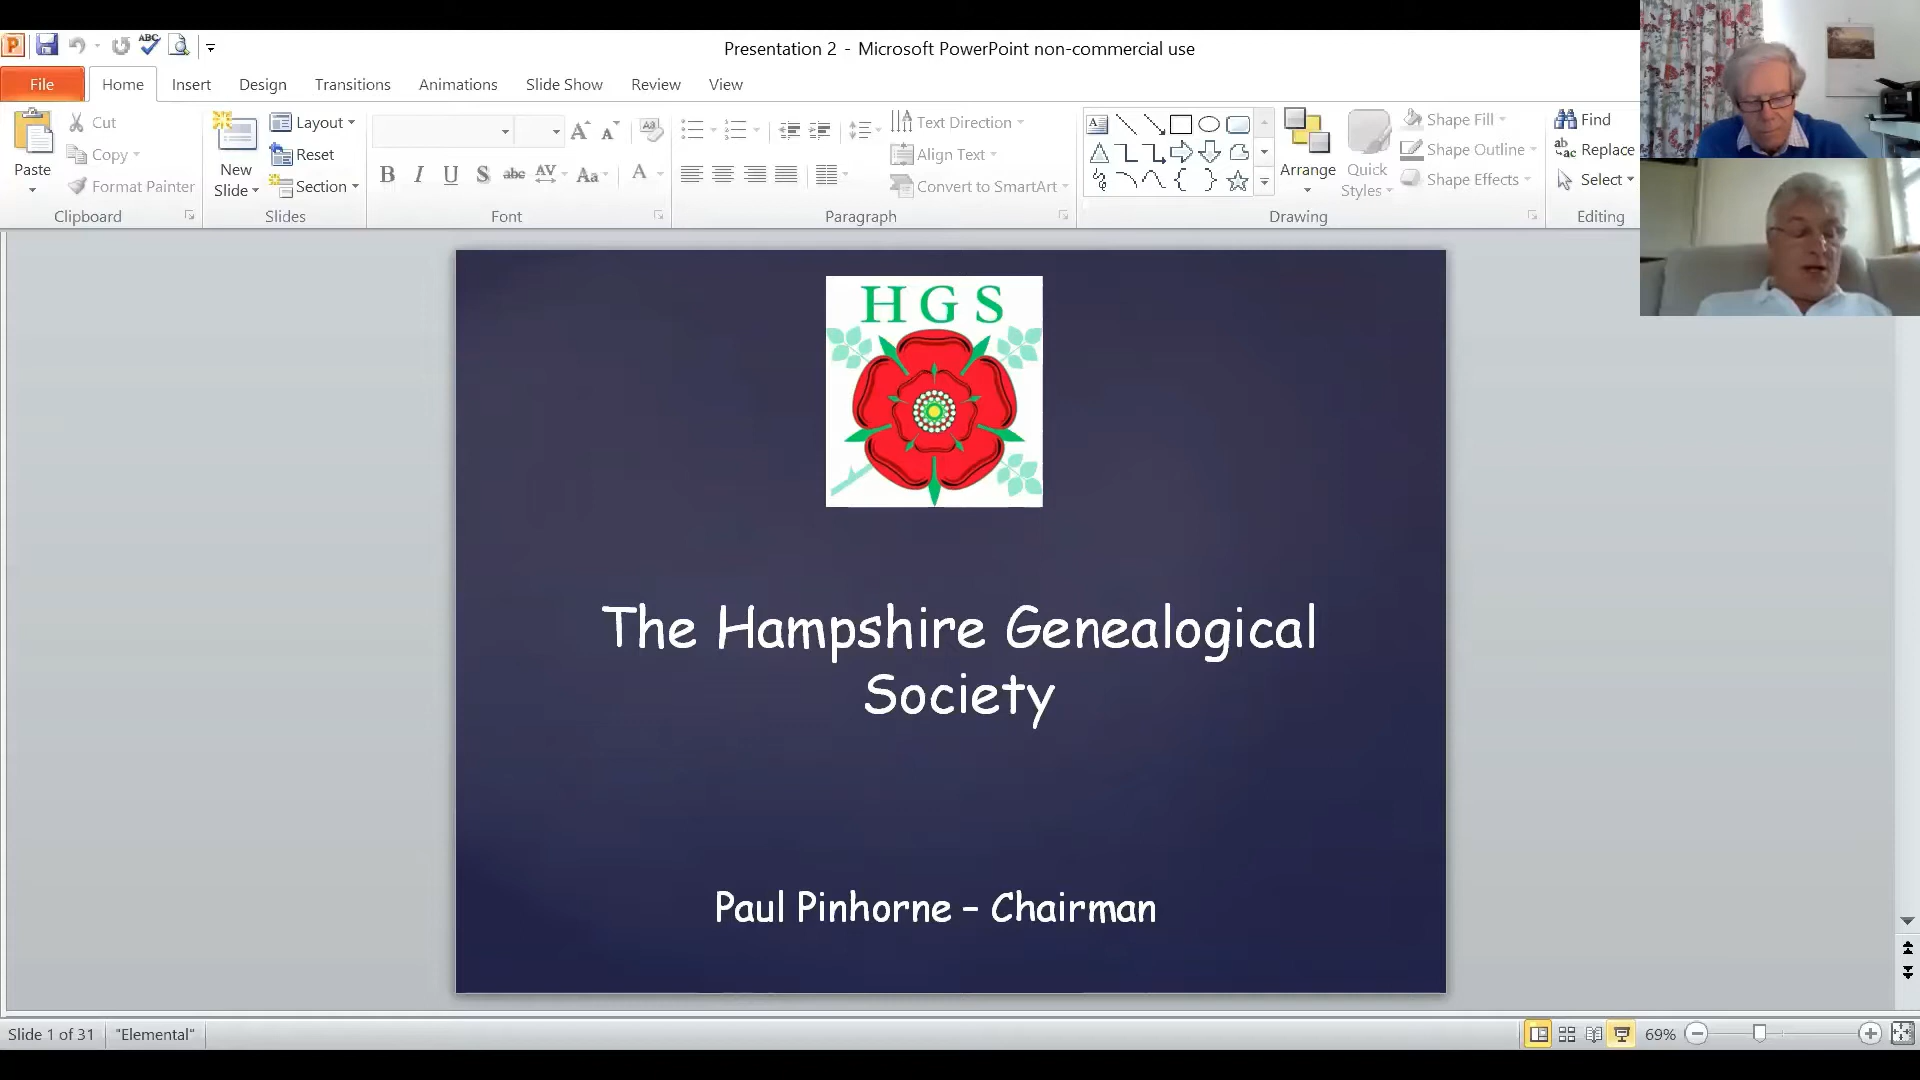 Presentation 2 - Microsoft PowerPoint non-commercial use
File Home Insert Design Transitions Animations Slide Show Review View
Paste
Cut
Copy
Format Painter
Clipboard
New
Slide
Layout
Reset
Section
Slides
B I U S abc AV Aa A
Font
Text Direction
Align Text
Convert to SmartArt
Paragraph
Arrange
Quick
Styles
Shape Fill
Shape Outline
Shape Effects
Drawing
Find
Replace
Select
Editing
HGS
The Hampshire Genealogical
Society
Paul Pinhorne – Chairman
Slide 1 of 31 "Elemental" 69%